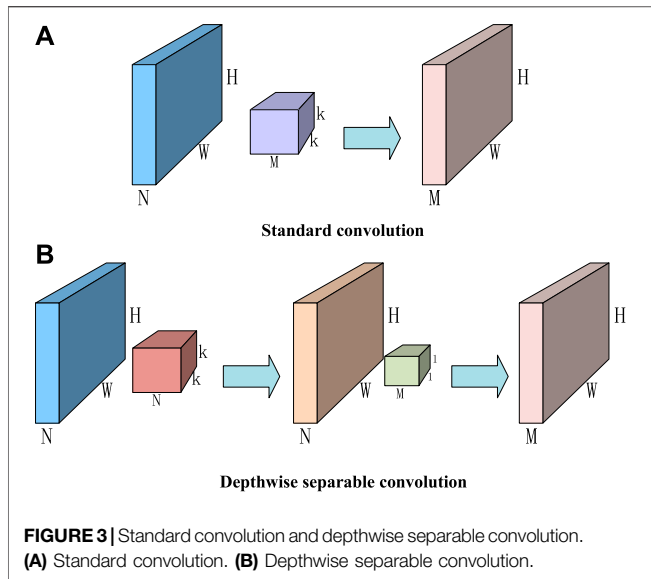 A
H
W
N
k
k
M
H
W
M
Standard convolution
B
H
W
N
k
k
N
H
W
N
1
1
M
H
W
M
Depthwise separable convolution
FIGURE 3 | Standard convolution and depthwise separable convolution.
(A) Standard convolution. (B) Depthwise separable convolution.